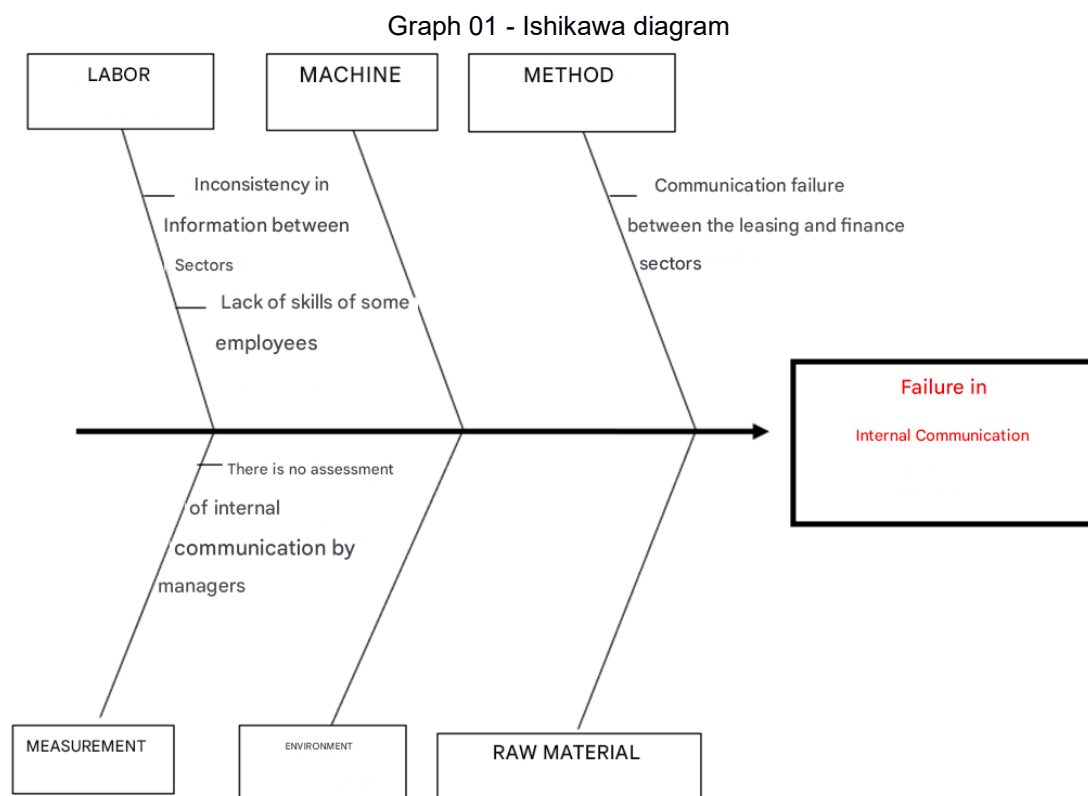 Graph 01 - Ishikawa diagram
LABOR
MACHINE
METHOD
Inconsistency in
Information between
Sectors
Lack of skills of some
employees
Communication failure
between the leasing and finance
sectors
Failure in
Internal Communication
There is no assessment
of internal
communication by
managers
MEASUREMENT
ENVIRONMENT
RAW MATERIAL